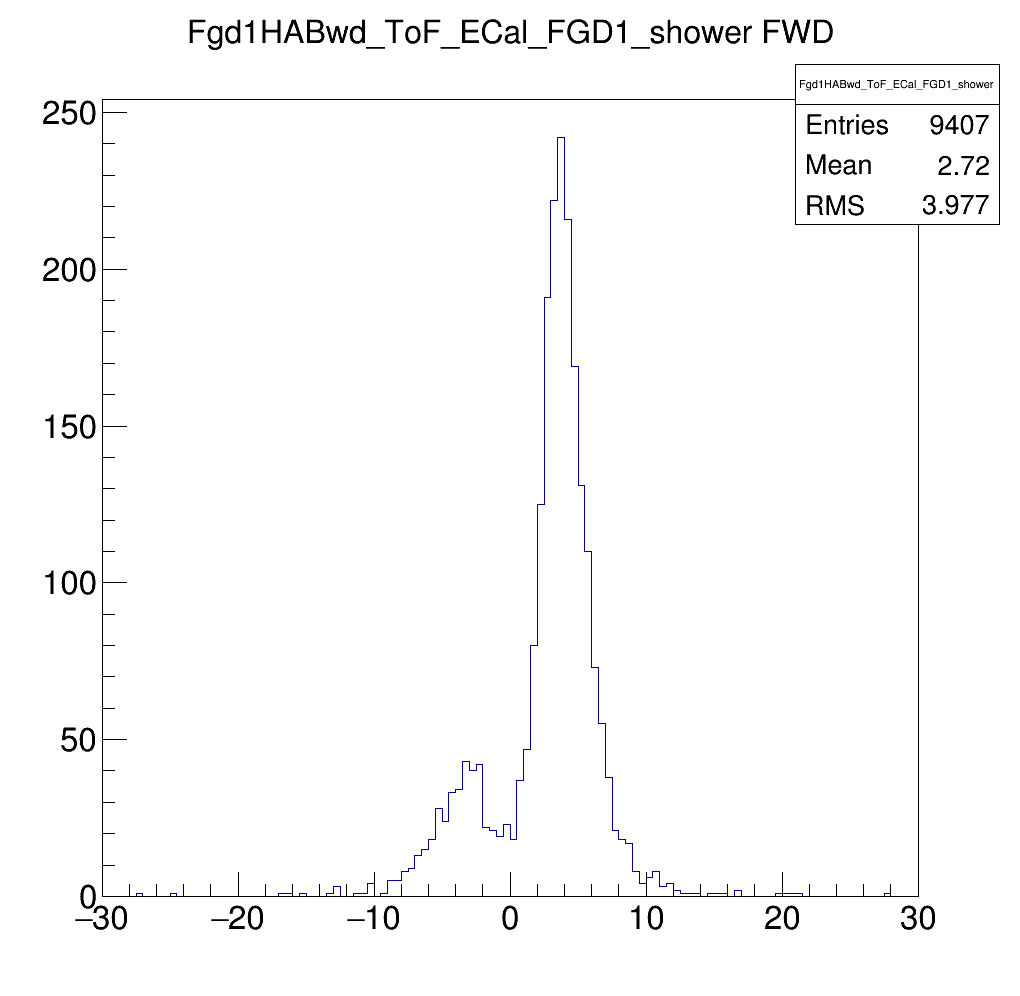 Fgd1HABwd_ToF_ECal_FGD1_shower FWD
Fgd1HABwd_ToF_ECal_FGD1_shower
Entries 9407
Mean 2.72
RMS 3.977
250
200
150
100
50
0
−30 −20 −10 0 10 20 30